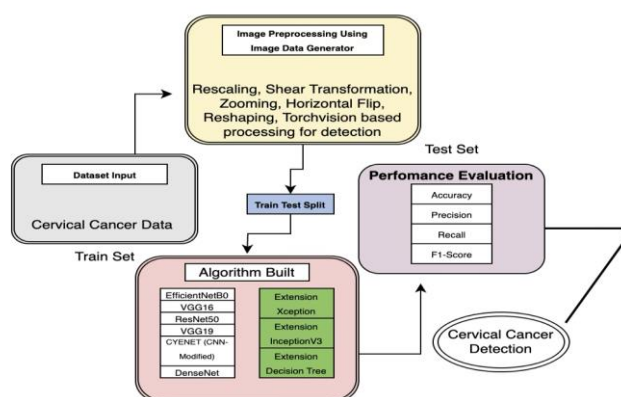 Image Preprocessing Using
Image Data Generator
Rescaling, Shear Transformation,
Zooming, Horizontal Flip,
Reshaping, Torchvision based
processing for detection
Dataset Input
Cervical Cancer Data
Train Test Split
Train Set
Algorithm Built
EfficientNetB0
VGG16
ResNet50
VGG19
CYENET (CNN-
Modified)
DenseNet
Extension
Xception
Extension
InceptionV3
Extension
Decision Tree
Test Set
Perfomance Evaluation
Accuracy
Precision
Recall
F1-Score
Cervical Cancer
Detection